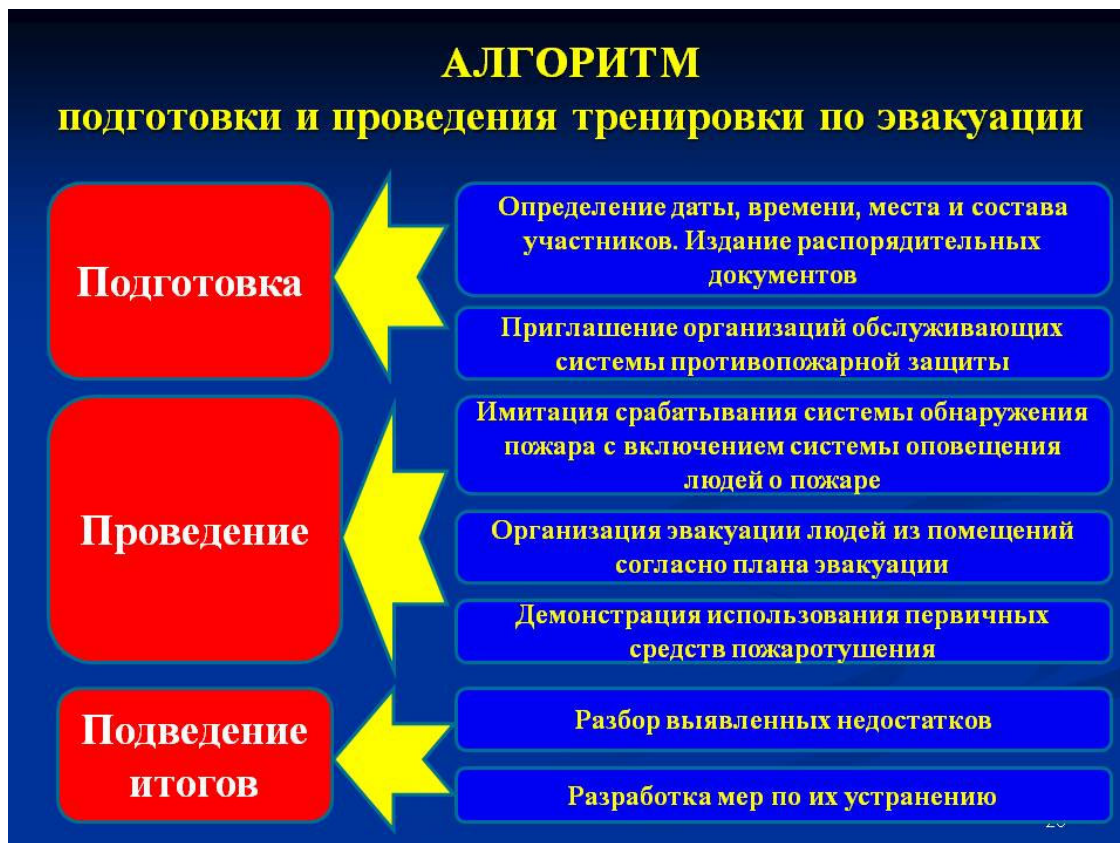 АЛГОРИТМ
подготовки и проведения тренировки по эвакуации
Подготовка
Определение даты, времени, места и состава
участников. Издание распорядительных
документов
Приглашение организаций обслуживающих
системы противопожарной защиты
Проведение
Имитация срабатывания системы обнаружения
пожара с включением системы оповещения
людей о пожаре
Организация эвакуации людей из помещений
согласно плана эвакуации
Демонстрация использования первичных
средств пожаротушения
Подведение
итогов
Разбор выявленных недостатков
Разработка мер по их устранению